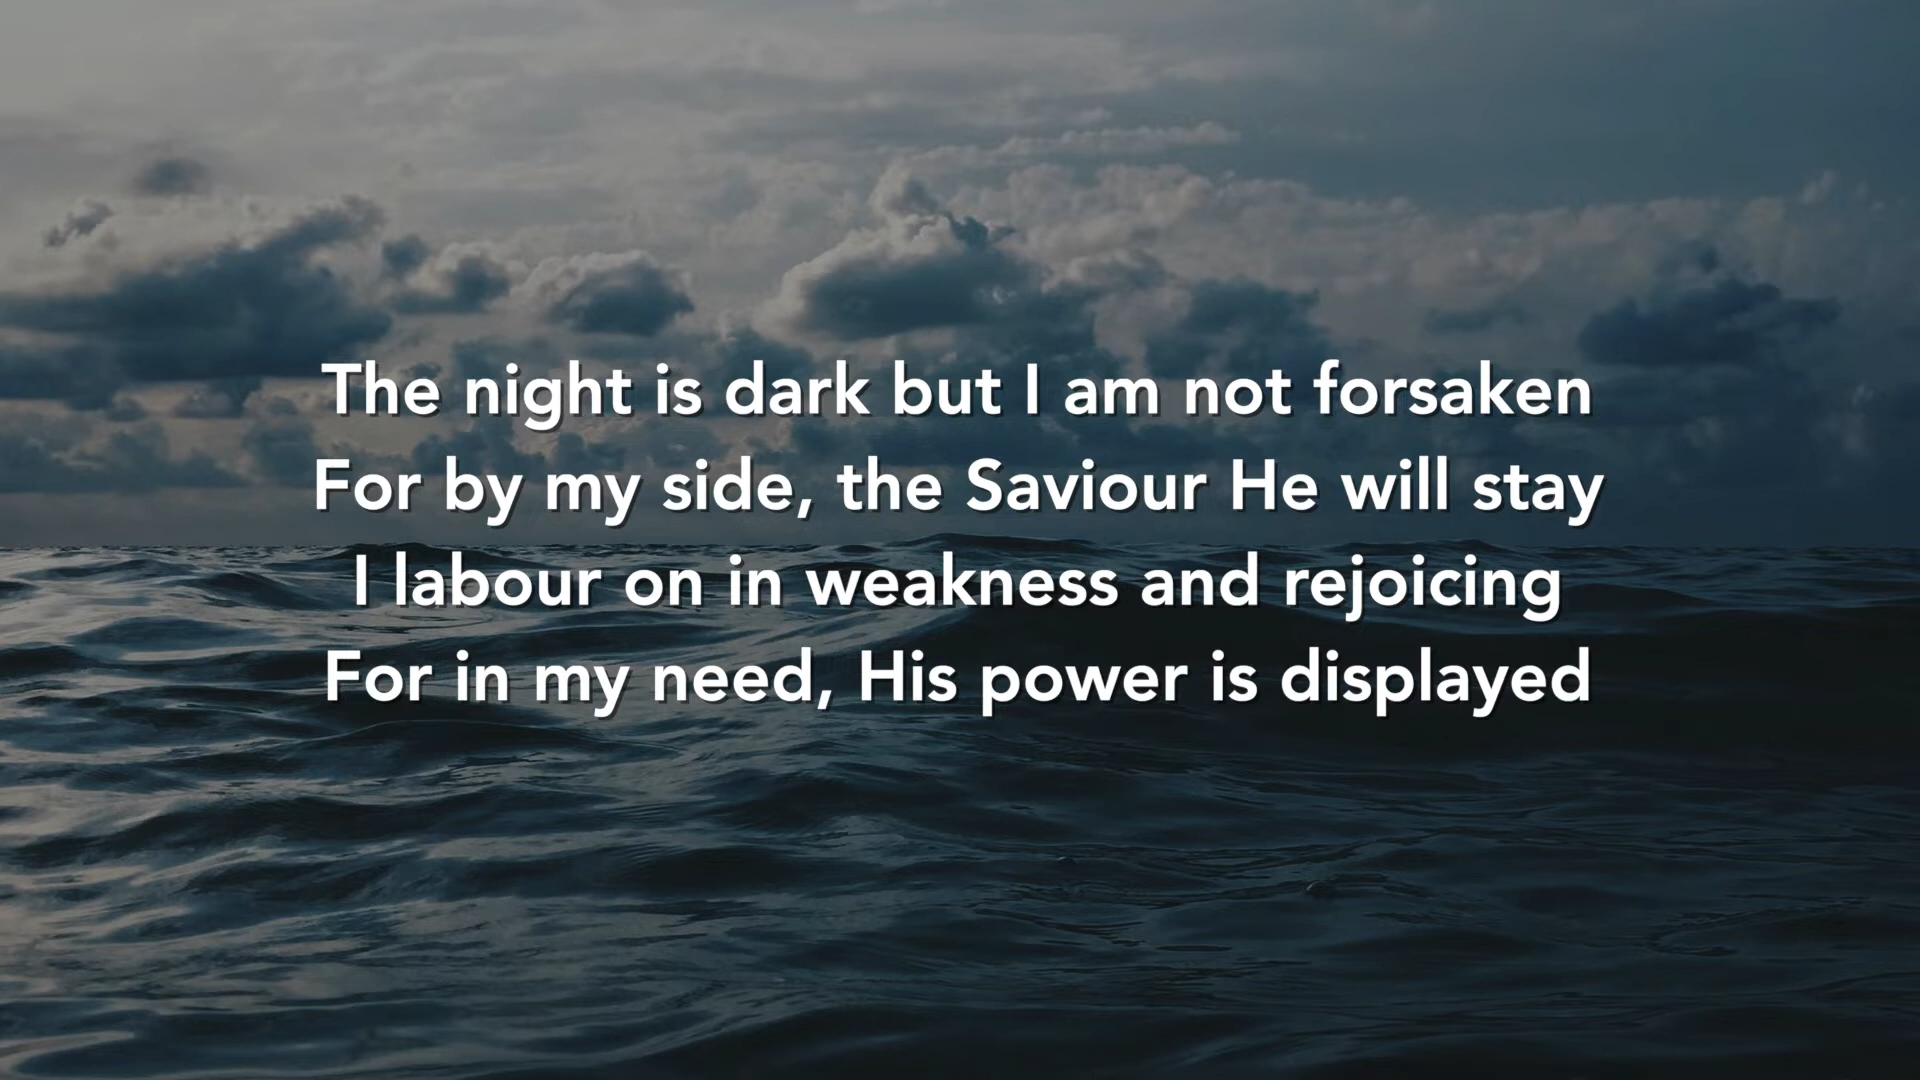 The night is dark but I am not forsaken
For by my side, the Saviour He will stay
I labour on in weakness and rejoicing
For in my need, His power is displayed